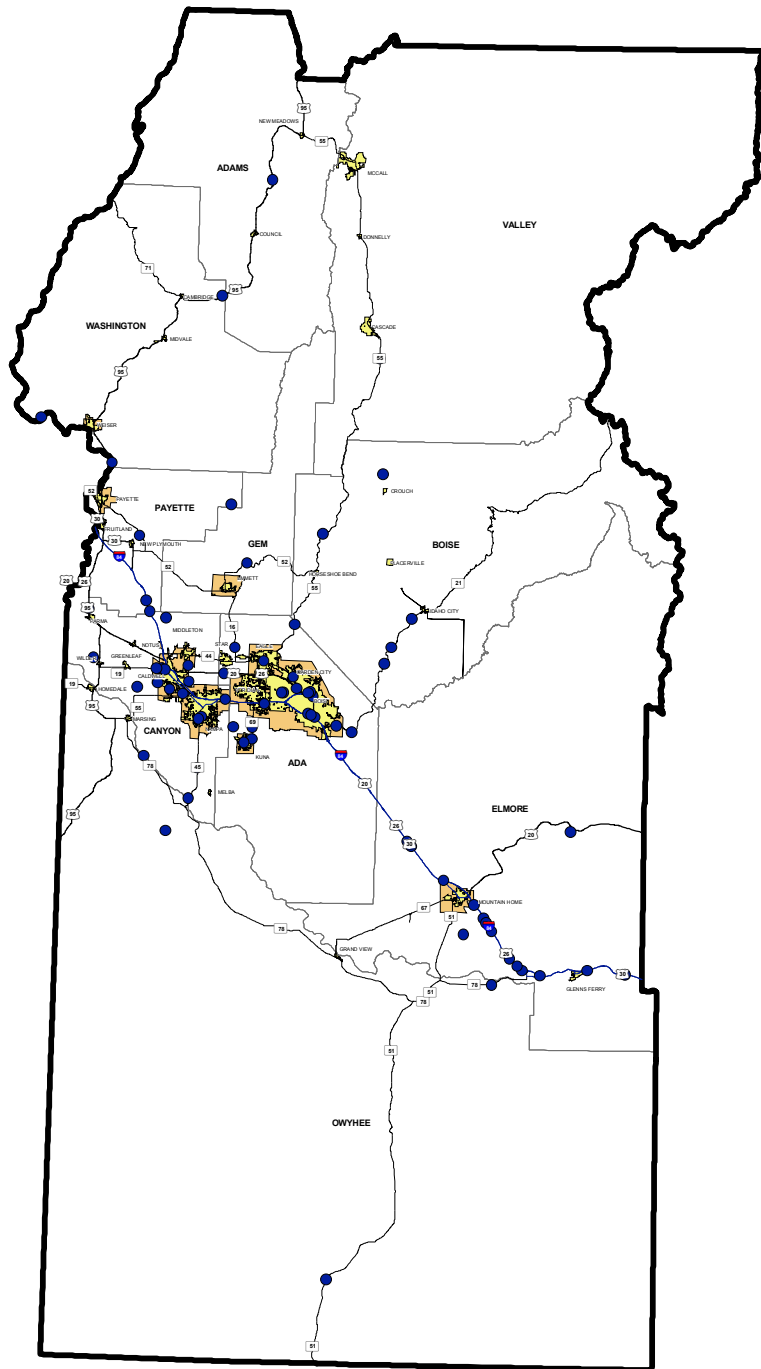 95
NEW MEADOWS
55
ADAMS
MCCALL
VALLEY
COUNCIL
DONNELLY
71
95
CAMBRIDGE
WASHINGTON
CASCADE
MIDVALE
55
95
WEISER
52
PAYETTE
CROUCH
PAYETTE
30
FRUITLAND
30
NEW PLYMOUTH
GEM
BOISE
84
52
52
PLACERVILLE
HORSESHOE BEND
20
26
EMMETT
55
21
95
IDAHO CITY
PARMA
16
MIDDLETON
NOTUS
STAR
EAGLE
GREENLEAF
44
WILDER
19
CALDWELL
20
26
GARDEN CITY
19
HOMEDALE
BOISE
95
55
MARSING
CANYON
NAMPA
69
KUNA
ADA
84
78
45
20
MELBA
95
ELMORE
26
20
30
MOUNTAIN HOME
67
51
78
84
GRAND VIEW
26
78
30
GLENNS FERRY
51
78
51
OWYHEE
51